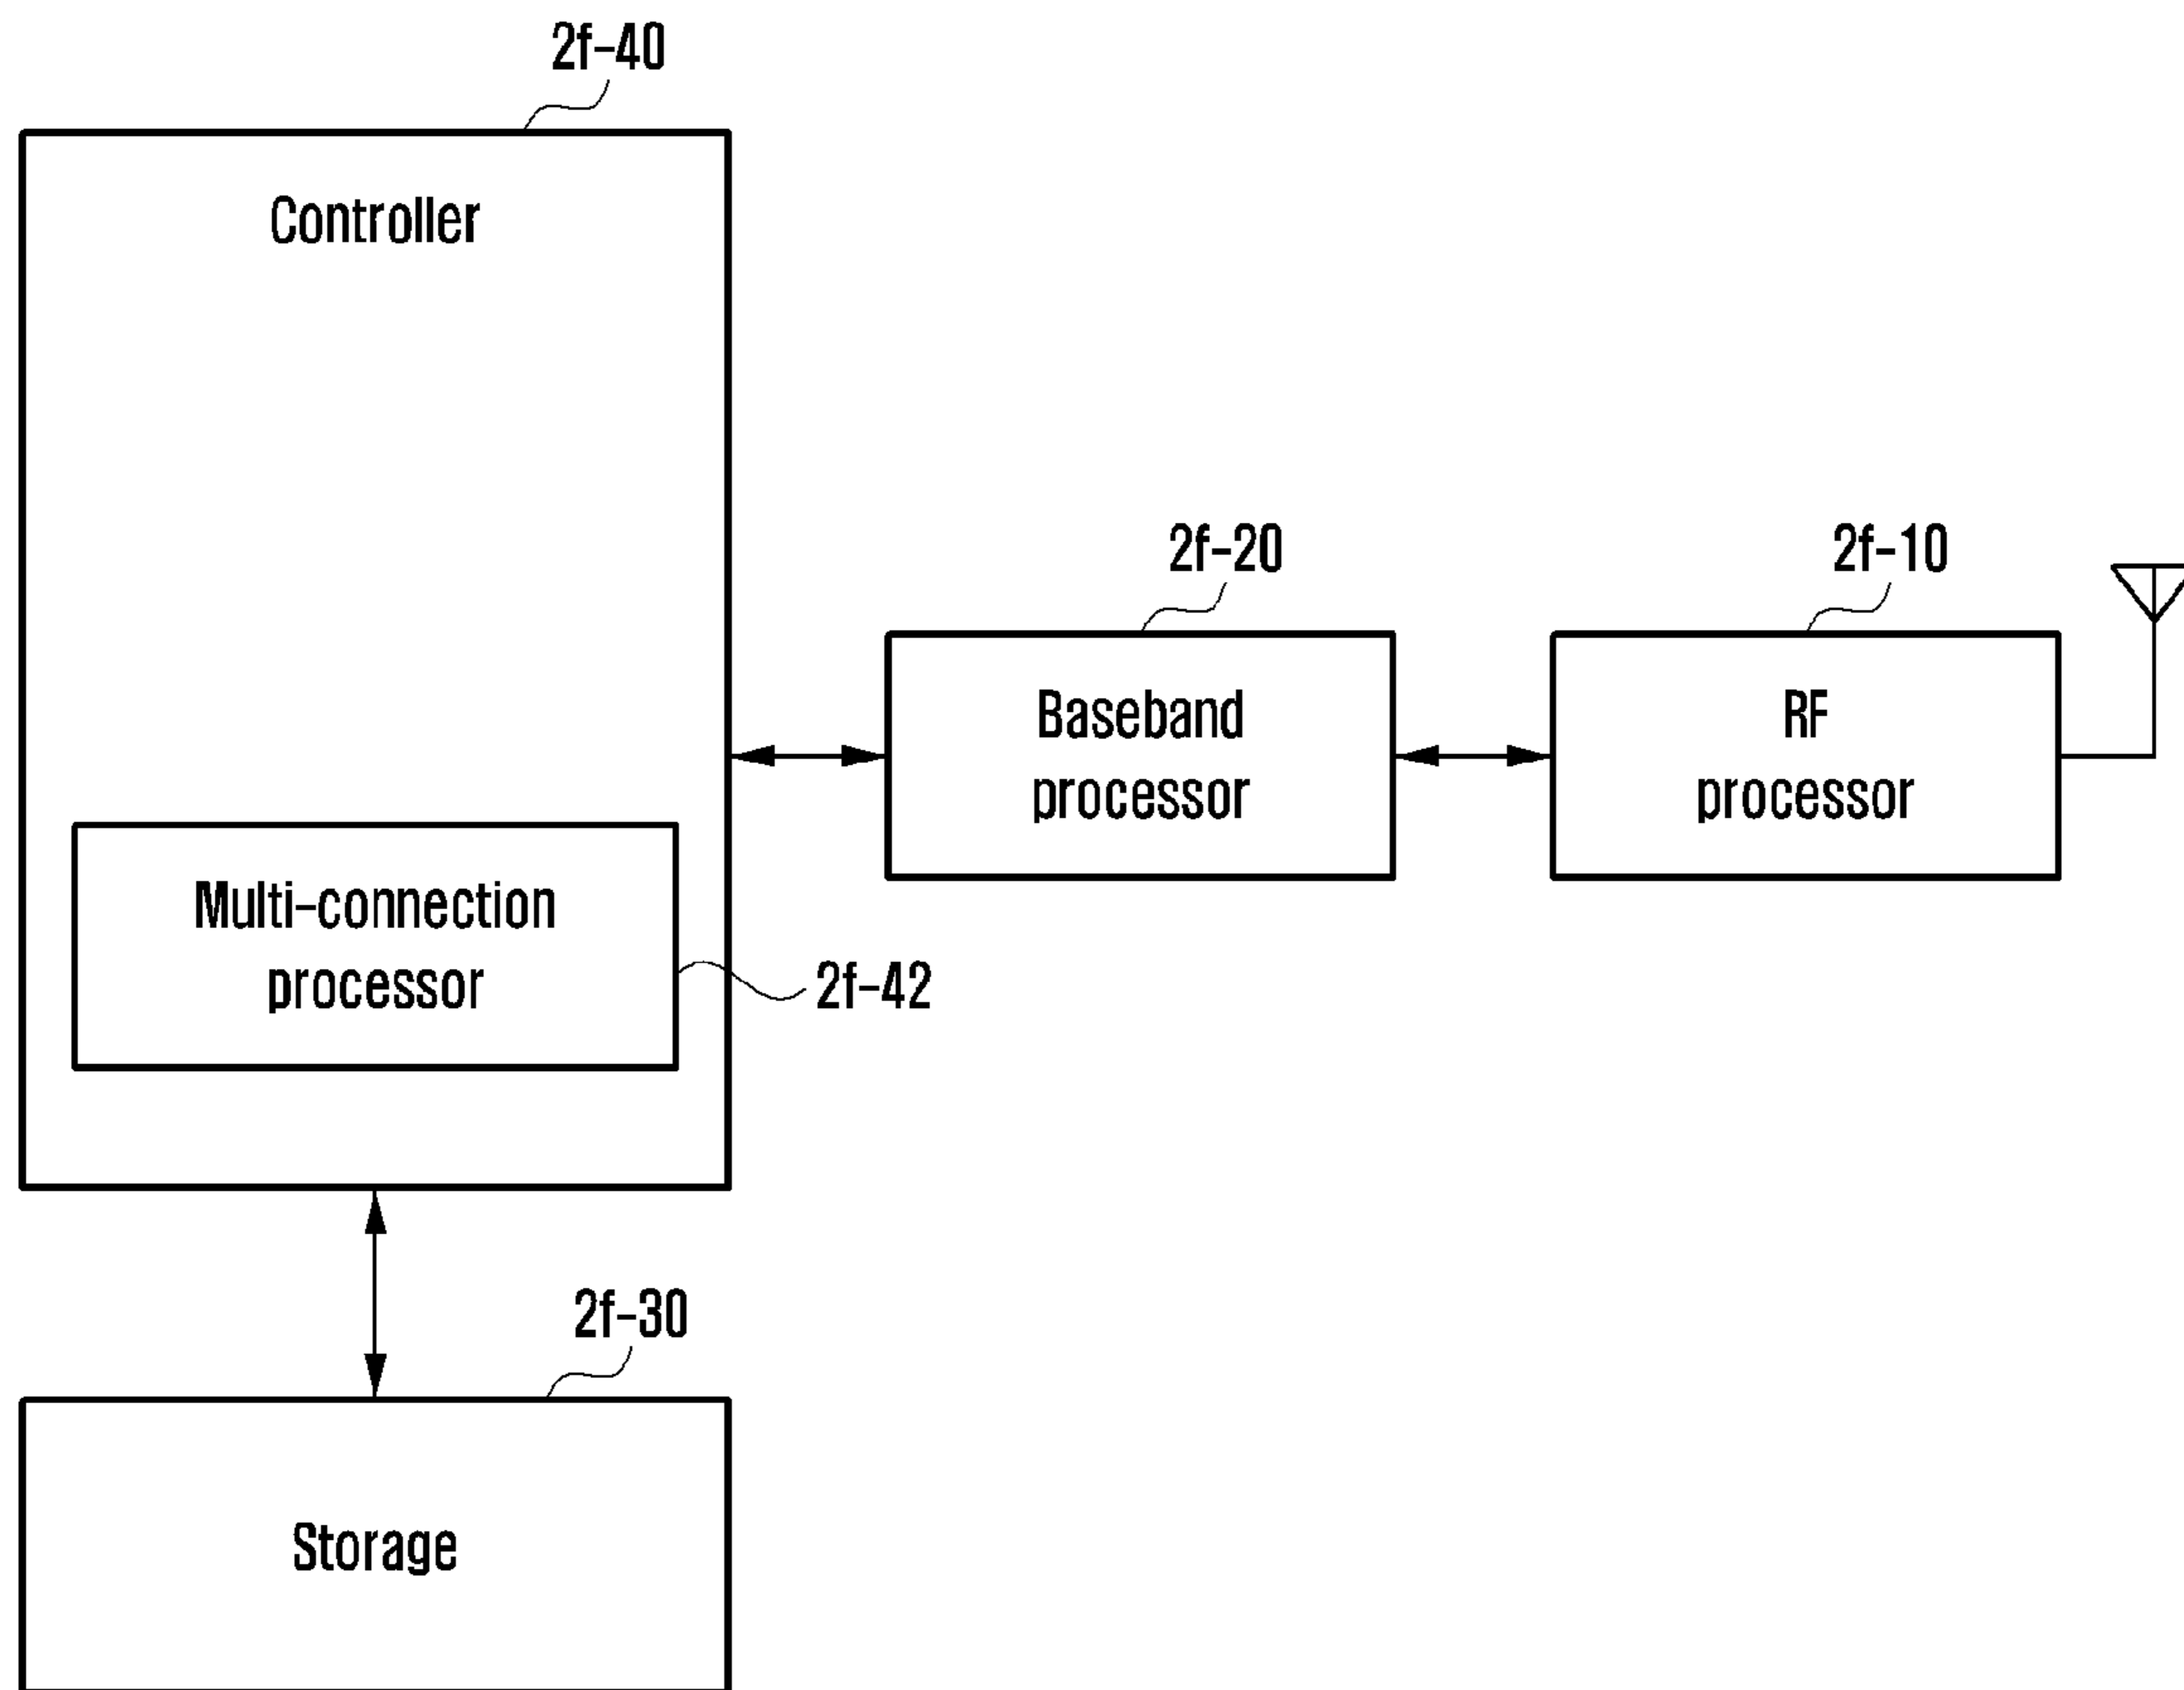 2f-40
Controller
2f-20
2f-10
Baseband
processor
RF
processor
Multi-connection
processor
2f-42
2f-30
Storage